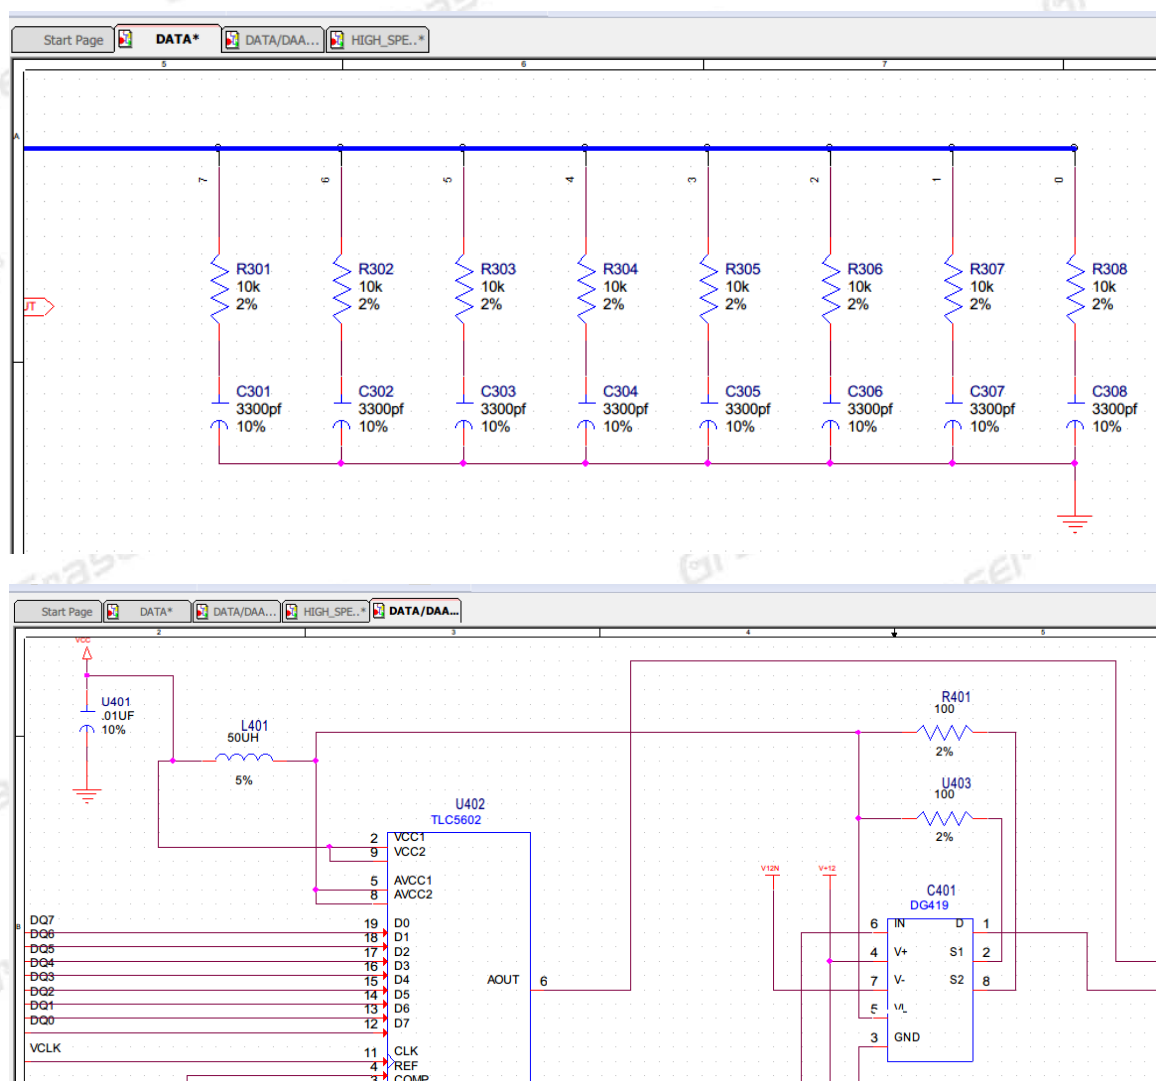 Start Page
DATA*
DATA/DAA...
HIGH_SPE..*
5
6
7
A
7
6
5
4
3
2
1
0
R301
10k
2%
R302
10k
2%
R303
10k
2%
R304
10k
2%
R305
10k
2%
R306
10k
2%
R307
10k
2%
R308
10k
2%
C301
3300pf
10%
C302
3300pf
10%
C303
3300pf
10%
C304
3300pf
10%
C305
3300pf
10%
C306
3300pf
10%
C307
3300pf
10%
C308
3300pf
10%
Start Page
DATA*
DATA/DAA...
HIGH_SPE..*
DATA/DAA...
2
3
4
5
VCC
U401
.01UF
10%
L401
50UH
5%
R401
100
2%
U403
100
2%
U402
TLC5602
2 VCC1
9 VCC2
5 AVCC1
8 AVCC2
B
DQ7
DQ6
DQ5
DQ4
DQ3
DQ2
DQ1
DQ0
VCLK
19 D0
18 D1
17 D2
16 D3
15 D4
14 D5
13 D6
12 D7
11 CLK
4 REF
3 COMP
AOUT 6
V12N
V+12
C401
DG419
6 IN D 1
4 V+ S1 2
7 V- S2 8
5 VL
3 GND